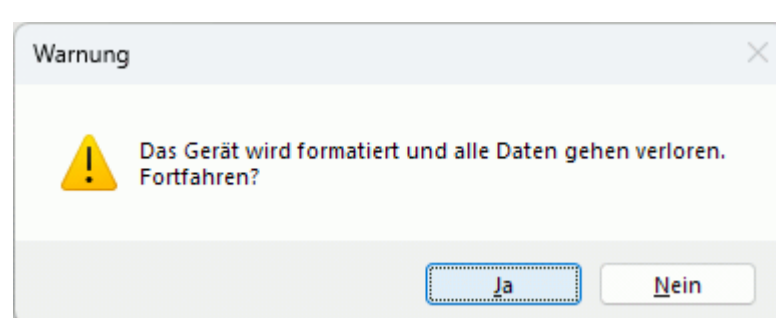 Warnung
Das Gerät wird formatiert und alle Daten gehen verloren.
Fortfahren?
Ja
Nein